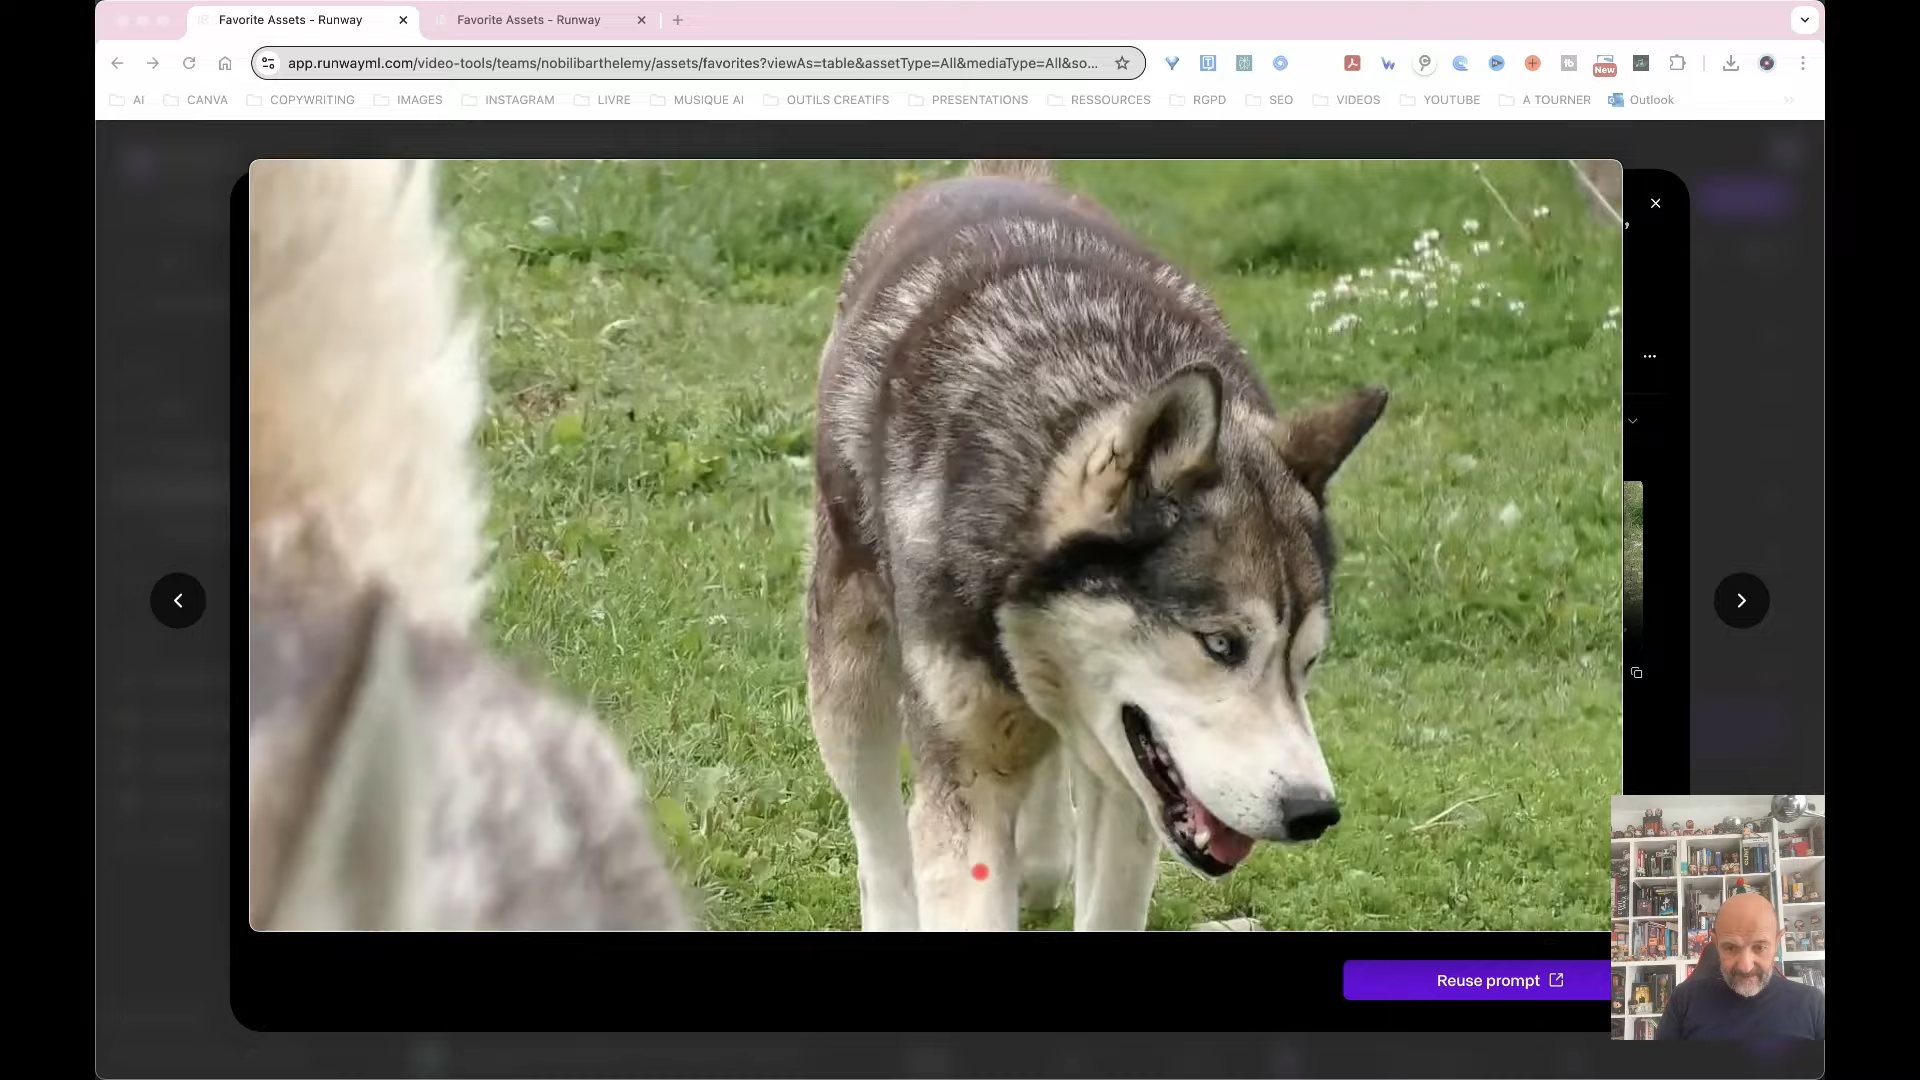 Favorite Assets - Runway
Favorite Assets - Runway
app.runwayml.com/video-tools/teams/nobilibarthelemy/assets/favorites?viewAs=table&assetType=All&mediaType=All&so...
New
AI
CANVA
COPYWRITING
IMAGES
INSTAGRAM
LIVRE
MUSIQUE AI
OUTILS CREATIFS
PRESENTATIONS
RESSOURCES
RGPD
SEO
VIDEOS
YOUTUBE
A TOURNER
Outlook
Reuse prompt